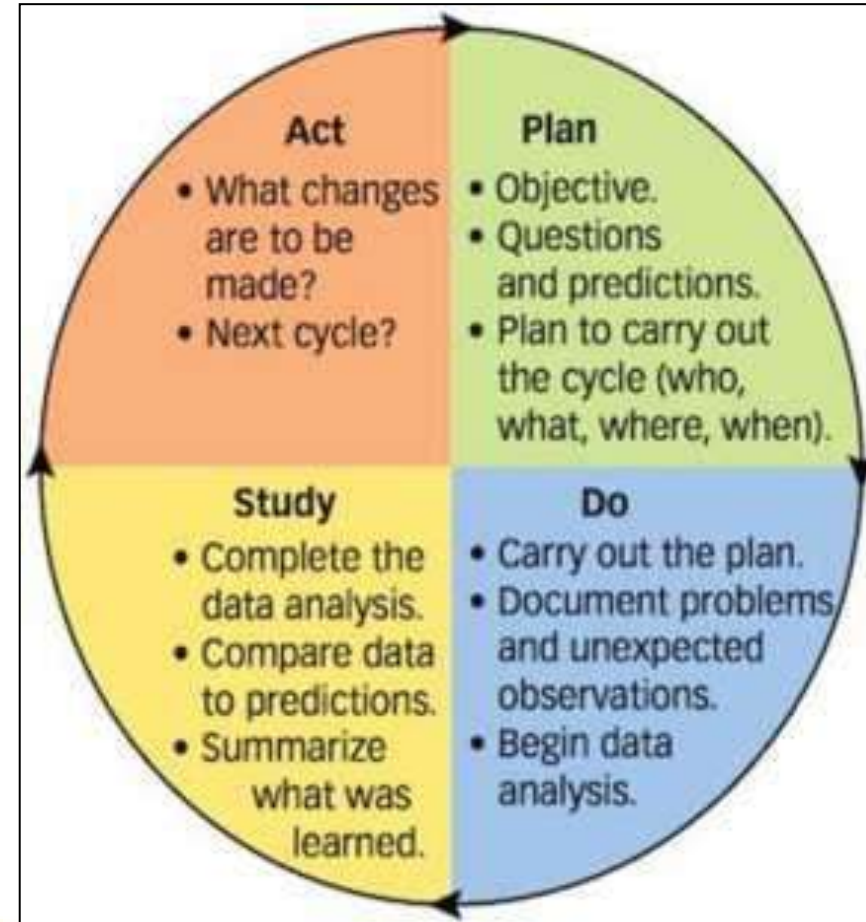 Act
• What changes
are to be
made?
• Next cycle?
Plan
• Objective.
• Questions
and predictions.
• Plan to carry out
the cycle (who,
what, where, when).
Study
• Complete the
data analysis.
• Compare data
to predictions.
• Summarize
what was
learned.
Do
• Carry out the plan.
• Document problems
and unexpected
observations.
• Begin data
analysis.